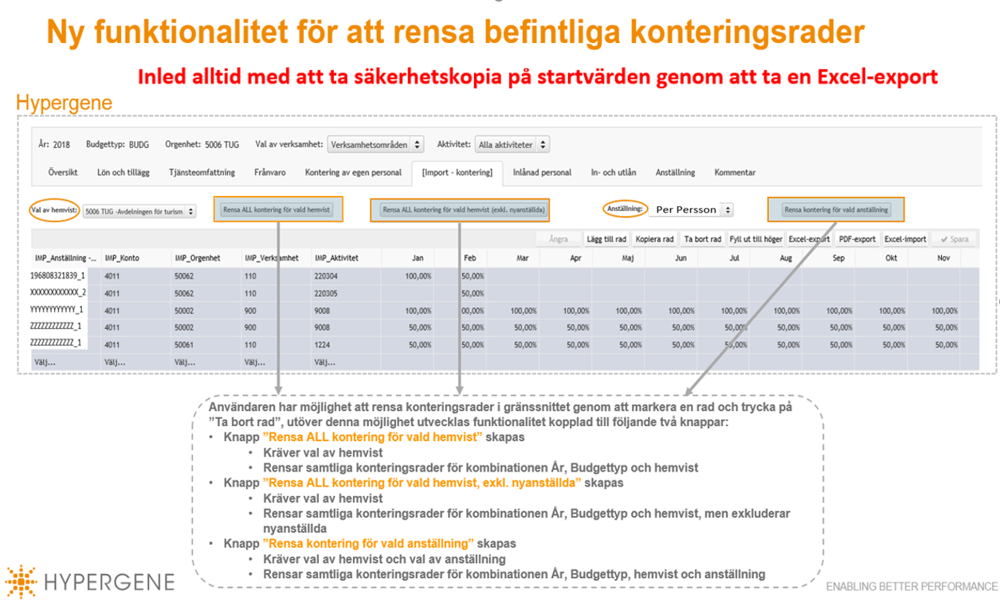 Ny funktionalitet för att rensa befintliga konteringsrader
Inled alltid med att ta säkerhetskopia på startvärden genom att ta en Excel-export
Hypergene
År: 2018 Budgettyp: BUDG Orgenhet: 5006 TUG Val av verksamhet: Verksamhetsområden Aktivitet: Alla aktiviteter
Översikt Lön och tillägg Tjänsteomfattning Frånvaro Kontering av egen personal [Import - kontering] Inlånad personal In- och utlån Anställning Kommentar
Val av hemvist: 5006 TUG -Avdelningen för turism Rensa ALL kontering för vald hemvist Rensa ALL kontering för vald hemvist (exkl. nyanställda) Anställning: Per Persson Rensa kontering för vald anställning
Ångra Lägg till rad Kopiera rad Ta bort rad Fyll ut till höger Excel-export PDF-export Excel-import Spara
IMP_Anställning -... IMP_Konto IMP_Orgenhet IMP_Verksamhet IMP_Aktivitet Jan Feb Mar Apr Maj Jun Jul Aug Sep Okt Nov
196808321839_1 4011 50062 110 220304 100,00% 50,00%
XXXXXXXXXXXX_2 4011 50062 110 220305 50,00%
YYYYYYYYYYYY_1 4011 50002 900 9008 100,00% 00,00% 100,00% 100,00% 100,00% 100,00% 100,00% 100,00% 100,00% 100,00% 100,00%
ZZZZZZZZZZZZ_1 4011 50002 900 9008 50,00% 50,00% 50,00% 50,00% 50,00% 50,00% 50,00% 50,00% 50,00% 50,00% 50,00%
ZZZZZZZZZZZZ_1 4011 50061 110 1224 50,00% 50,00% 50,00% 50,00% 50,00% 50,00% 50,00% 50,00% 50,00% 50,00% 50,00%
Välj... Välj... Välj... Välj... Välj...
Användaren har möjlighet att rensa konteringsrader i gränssnittet genom att markera en rad och trycka på
”Ta bort rad”, utöver denna möjlighet utvecklas funktionalitet kopplad till följande två knappar:
• Knapp ”Rensa ALL kontering för vald hemvist” skapas
• Kräver val av hemvist
• Rensar samtliga konteringsrader för kombinationen År, Budgettyp och hemvist
• Knapp ”Rensa ALL kontering för vald hemvist, exkl. nyanställda” skapas
• Kräver val av hemvist
• Rensar samtliga konteringsrader för kombinationen År, Budgettyp och hemvist, men exkluderar
nyanställda
• Knapp ”Rensa kontering för vald anställning” skapas
• Kräver val av hemvist och val av anställning
• Rensar samtliga konteringsrader för kombinationen År, Budgettyp, hemvist och anställning
HYPERGENE
ENABLING BETTER PERFORMANCE